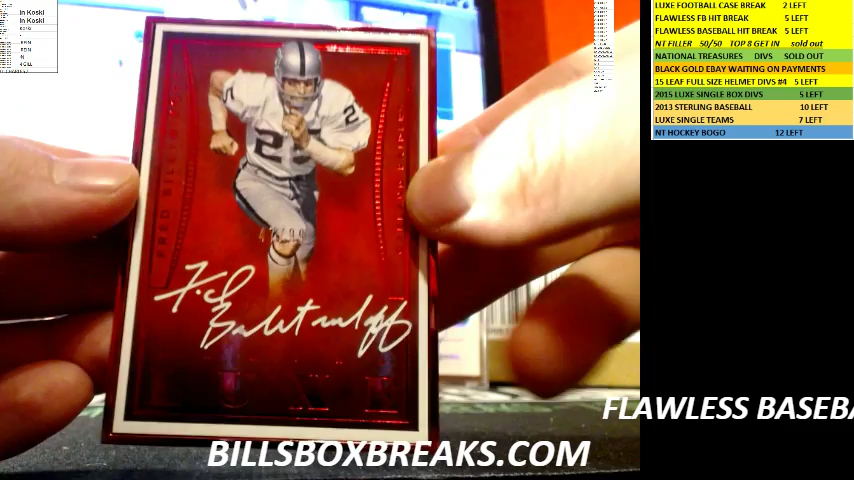 In Koski
In Koski
LUXE FOOTBALL CASE BREAK 2 LEFT
FLAWLESS FB HIT BREAK 5 LEFT
FLAWLESS BASEBALL HIT BREAK 5 LEFT
NT FILLER 50/50 TOP 8 GET IN sold out
NATIONAL TREASURES DIVS SOLD OUT
BLACK GOLD EBAY WAITING ON PAYMENTS
15 LEAF FULL SIZE HELMET DIVS #4 5 LEFT
2015 LUXE SINGLE BOX DIVS 5 LEFT
2013 STERLING BASEBALL 10 LEFT
LUXE SINGLE TEAMS 7 LEFT
NT HOCKEY BOGO 12 LEFT
25
FRED
Fred
Biletnikoff
FLAWLESS BASEBA
BILLSBOXBREAKS.COM